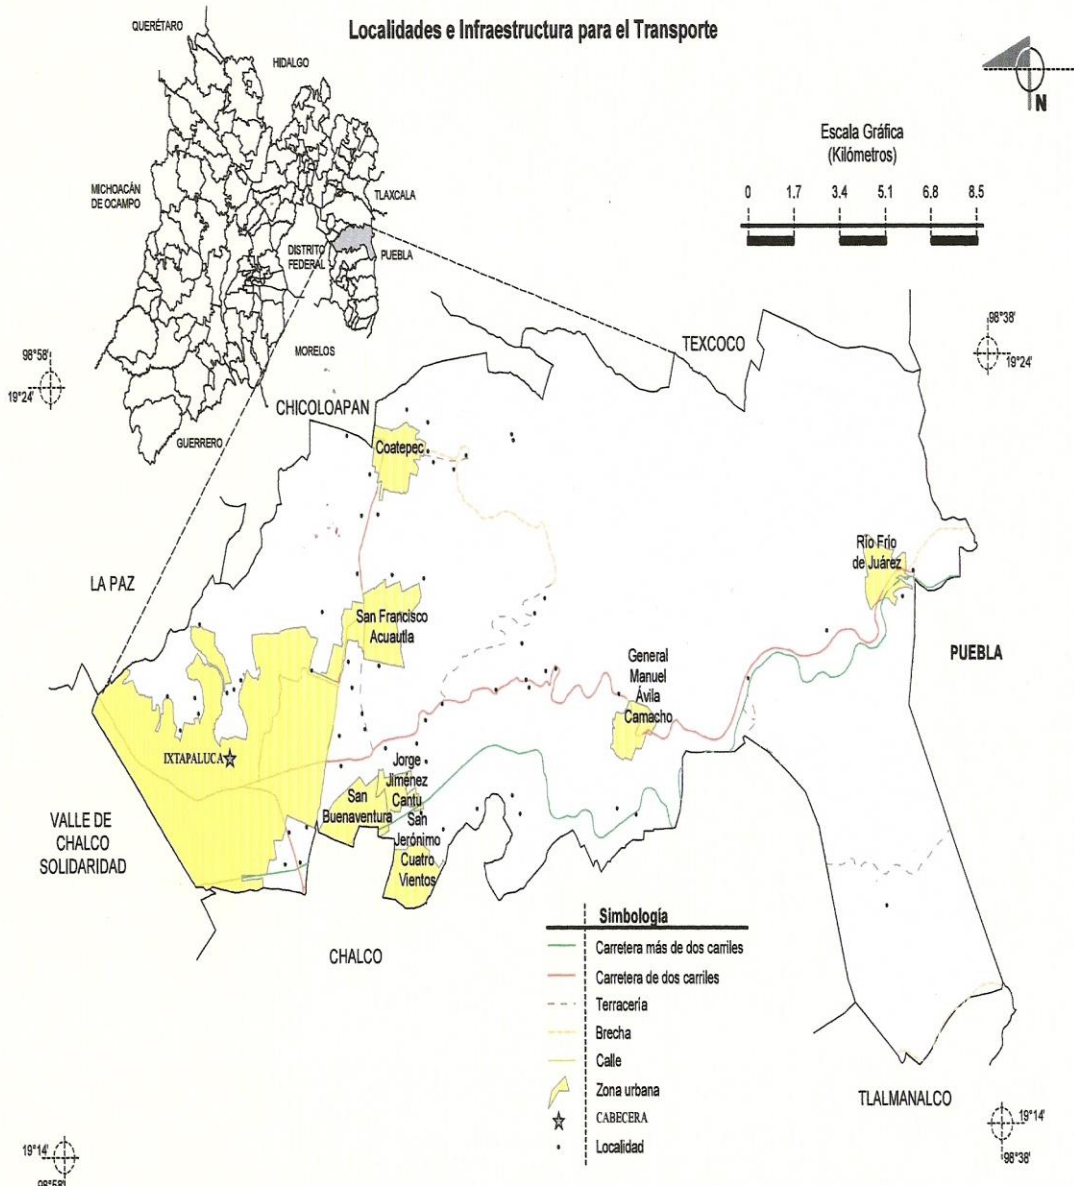 Localidades e Infraestructura para el Transporte
QUERÉTARO
HIDALGO
MICHOACÁN
DE OCAMPO
TLAXCALA
DISTRITO
FEDERAL
PUEBLA
MORELOS
GUERRERO
N
Escala Gráfica
(Kilómetros)
0 1.7 3.4 5.1 6.8 8.5
98°58'
19°24'
98°38'
19°24'
TEXCOCO
CHICOLOAPAN
Coatepec
LA PAZ
Río Frío
de Juárez
San Francisco
Acuautla
PUEBLA
General
Manuel
Ávila
Camacho
IXTAPALUCA
Jorge
Jiménez
Cantú
San
Buenaventura
San
Jerónimo
Cuatro
Vientos
VALLE DE
CHALCO
SOLIDARIDAD
CHALCO
TLALMANALCO
Simbología
Carretera más de dos carriles
Carretera de dos carriles
Terracería
Brecha
Calle
Zona urbana
CABECERA
Localidad
19°14'
98°58'
19°14'
98°38'